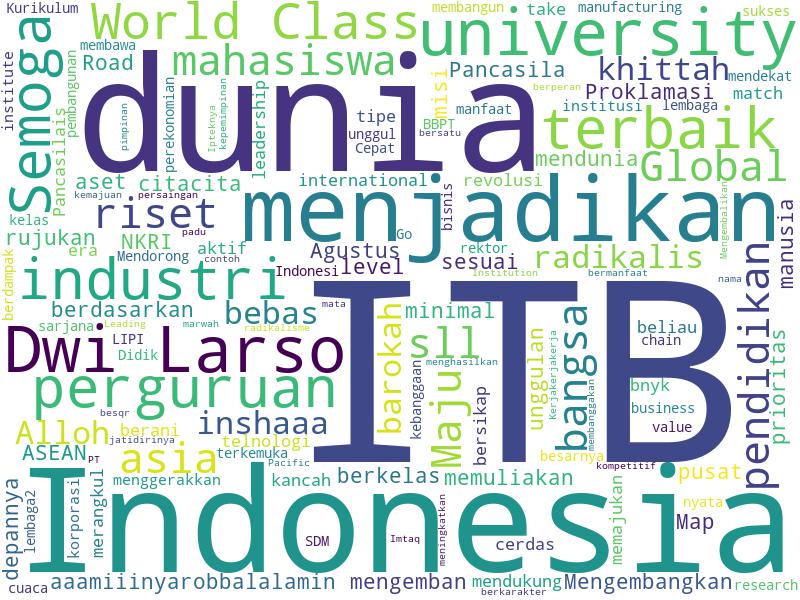 Kurikulum
World Class
membangun
take
manufacturing
sukses
institute
Semoga
membawa
Road
mahasiswa
university
Pancasila
khittah
mendekat
pembangunan
Pancasilais
perekonomian
dunia
pimpinan
Ipteknya
kepemimpinan
leadership
tipe
unggul
Cepat
misi
BBPT
bersatu
manfaat
berperan
Proklamasi
match
institusi
lembaga
terbaik
aset
citacita
kemajuan
persaingan
international
revolusi
mendunia
Global
kelas
riset
padu
menjadikan
bisnis
Mengembalikan
manusia
rujukan
era
NKRI
Mendorong
aktif
contoh
Agustus
Go
rektor
sesuai
radikalis
berdampak
industri
Indonesi
level
Institution
bermanfaat
nama
berdasarkan
bebas
mata
ITB
minimal
sarjana
Leading
marwah
radikalisme
Dwi Larso
LIPI
Didik
barokah
sll
menghasilkan
unggulan
Kerjakerjakerja
bangsa
beliau
chain
pendidikan
prioritas
perguruan
kebanggaan
Maju
bersikap
membanggakan
bnyk
business
value
besqr
inshaaa
Alloh
berani
jatidirinya
telnologi
terkemuka
ASEAN
PT
asia
Pacific
besarnya
kompetitif
pusat
depannya
lembaga2
korporasi
merangkul
menggerakkan
kancah
berkelas
memuliakan
Indonesia
SDM
Imtaq
meningkatkan
cerdas
memajukan
nyata
Map
cuaca
aaamiiinyarobbalalamin
mengemban
mendukung
berkarakter
Mengembangkan
research